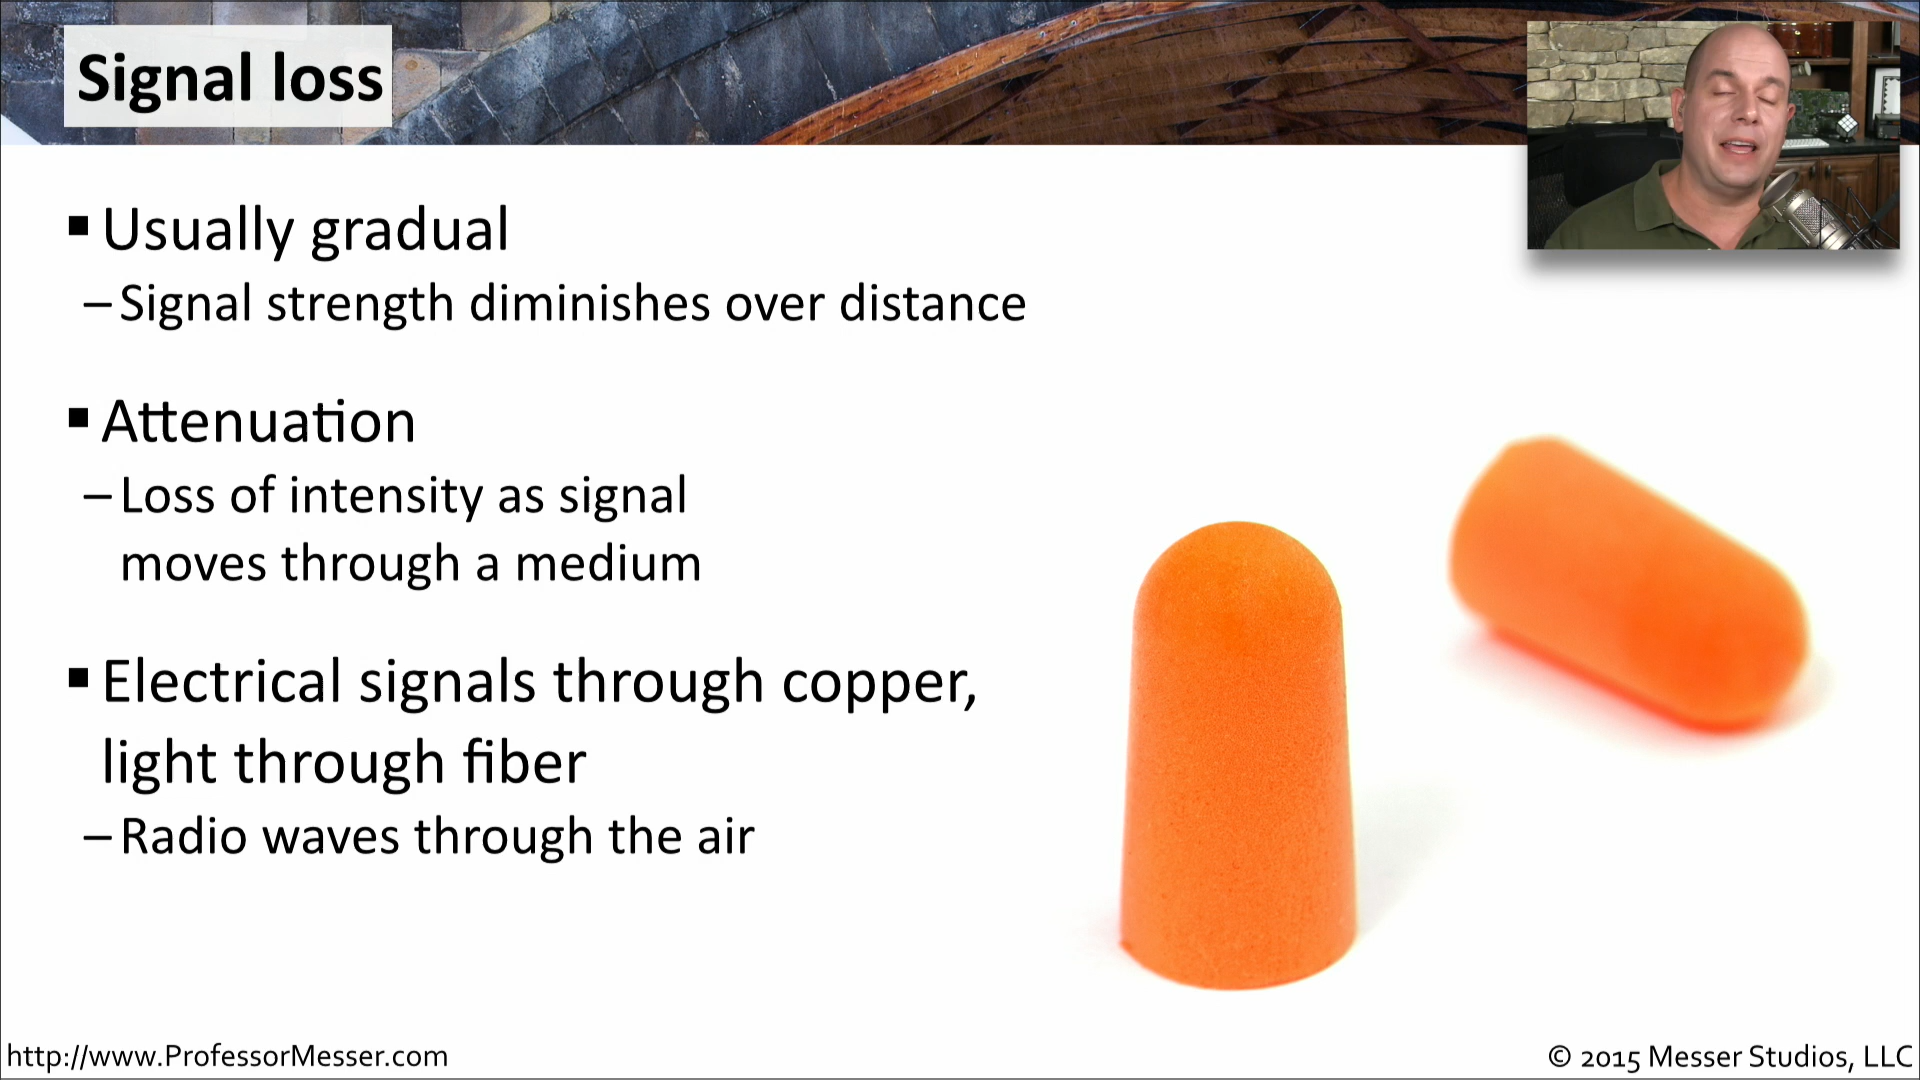 Signal loss
▪ Usually gradual
– Signal strength diminishes over distance
▪ Attenuation
– Loss of intensity as signal
moves through a medium
▪ Electrical signals through copper,
light through fiber
– Radio waves through the air
http://www.ProfessorMesser.com
© 2015 Messer Studios, LLC